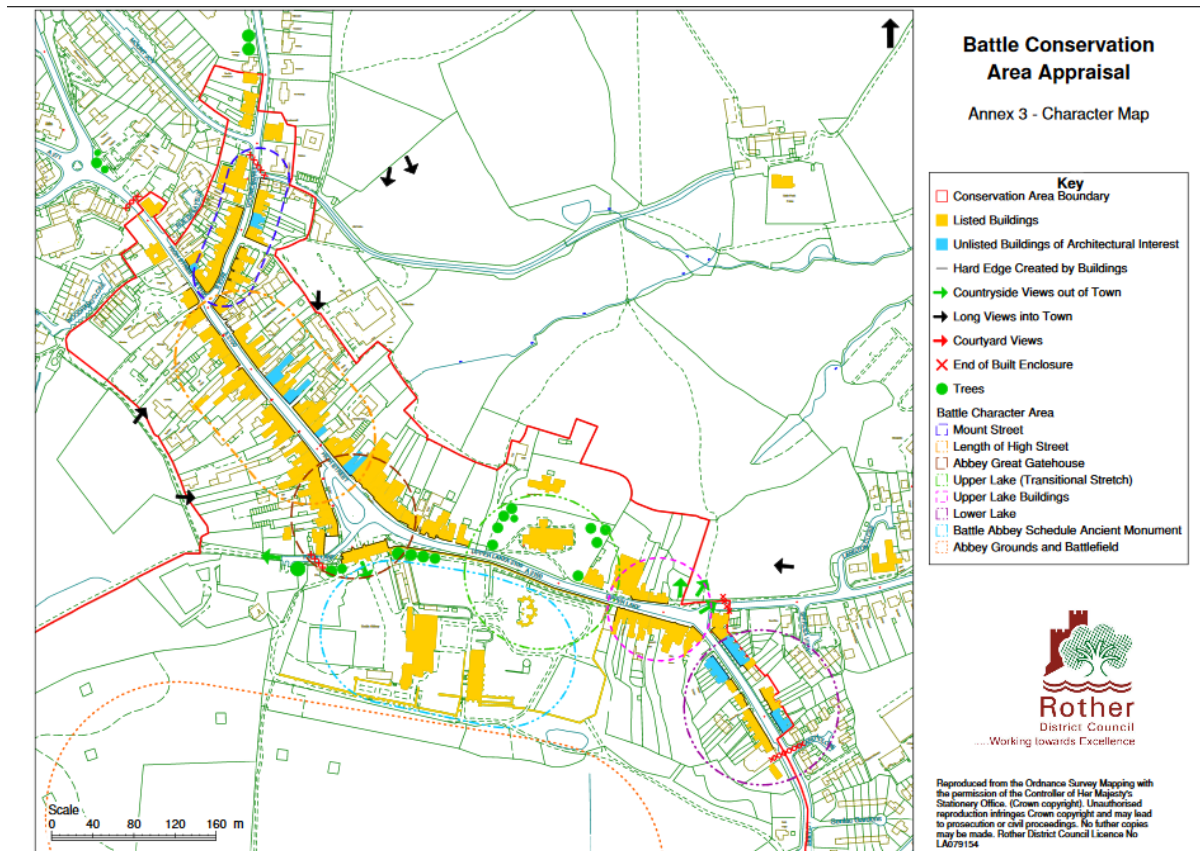 Battle Conservation
Area Appraisal
Annex 3 - Character Map
Key
Conservation Area Boundary
Listed Buildings
Unlisted Buildings of Architectural Interest
Hard Edge Created by Buildings
Countryside Views out of Town
Long Views into Town
Courtyard Views
End of Built Enclosure
Trees
Battle Character Area
Mount Street
Length of High Street
Abbey Great Gatehouse
Upper Lake (Transitional Stretch)
Upper Lake Buildings
Lower Lake
Battle Abbey Schedule Ancient Monument
Abbey Grounds and Battlefield
Rother
District Council
.....Working towards Excellence
Reproduced from the Ordnance Survey Mapping with
the permission of the Controller of Her Majesty's
Stationery Office. (Crown copyright). Unauthorised
reproduction infringes Crown copyright and may lead
to prosecution or civil proceedings. No futher copies
may be made. Rother District Council Licence No
LA079154
Scale
0 40 80 120 160 m